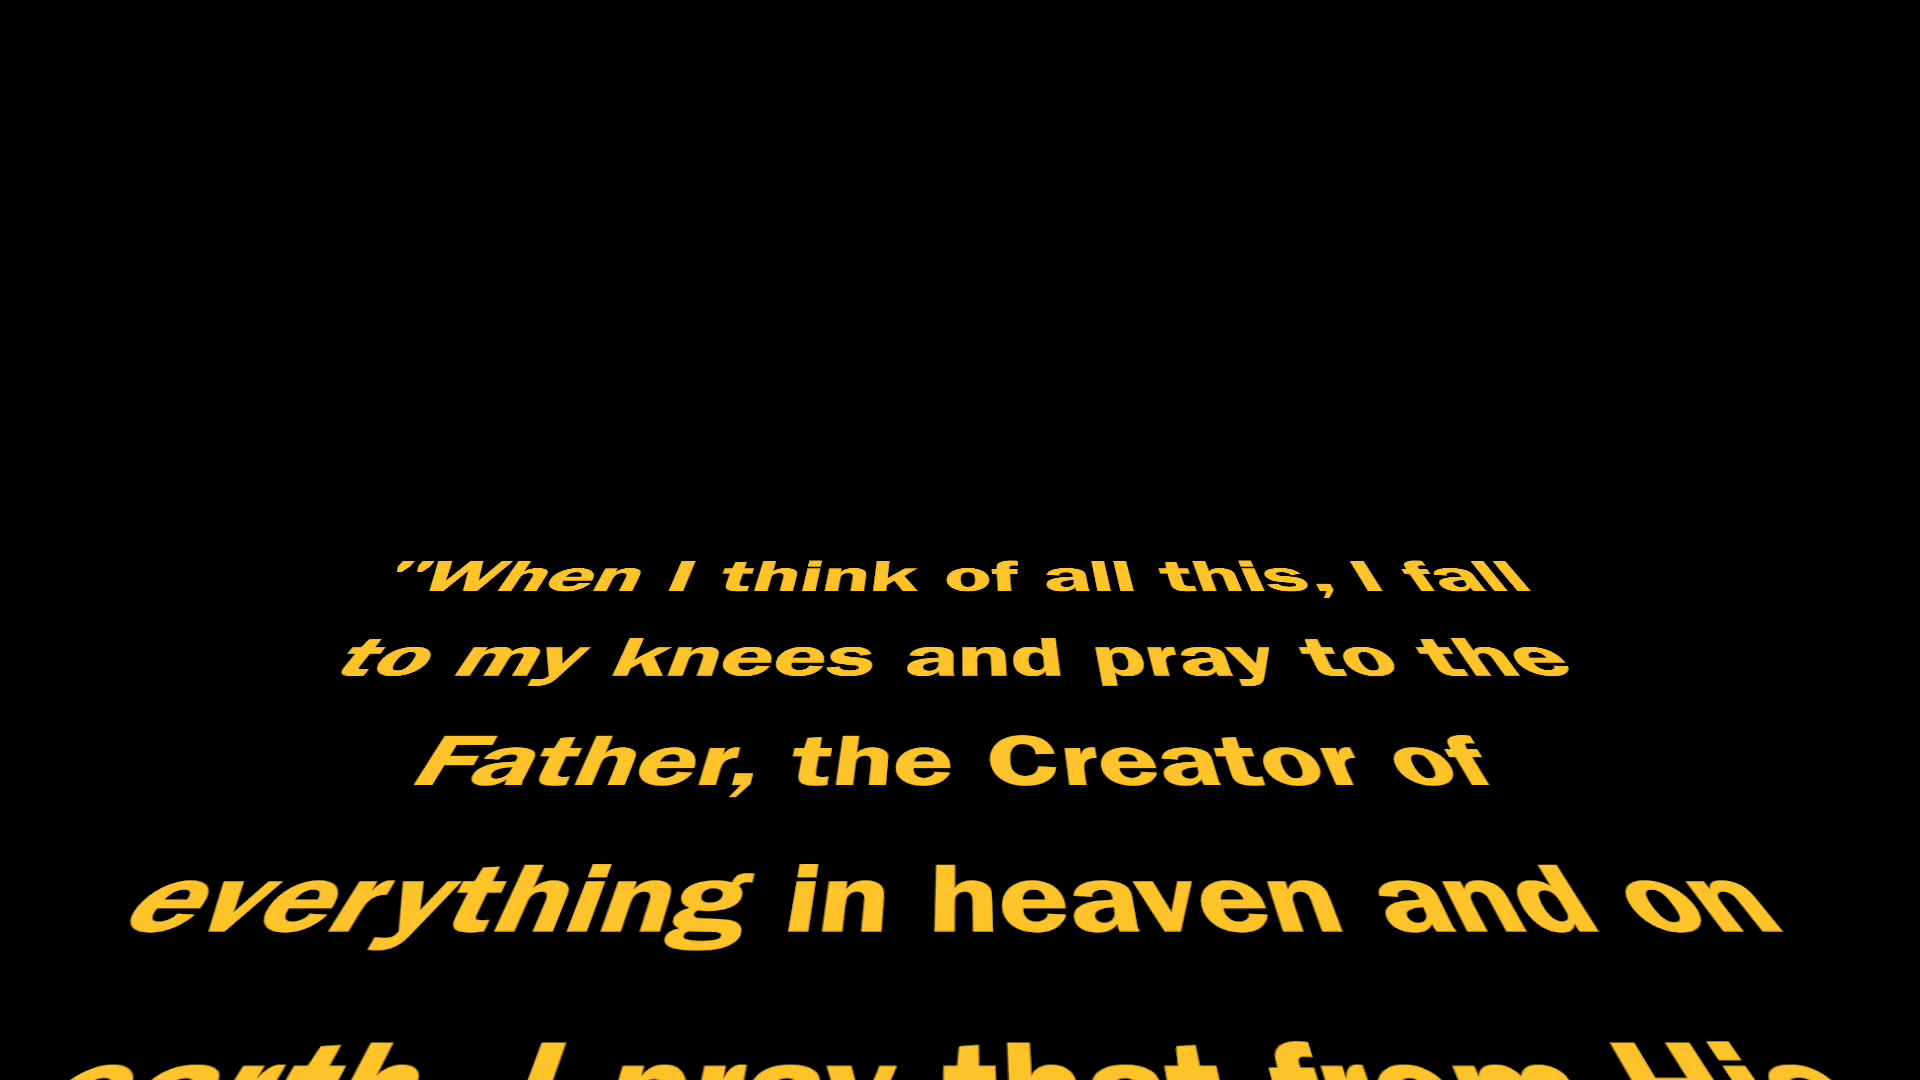 "When I think of all this, I fall
to my knees and pray to the
Father, the Creator of
everything in heaven and on
earth. I pray that from His